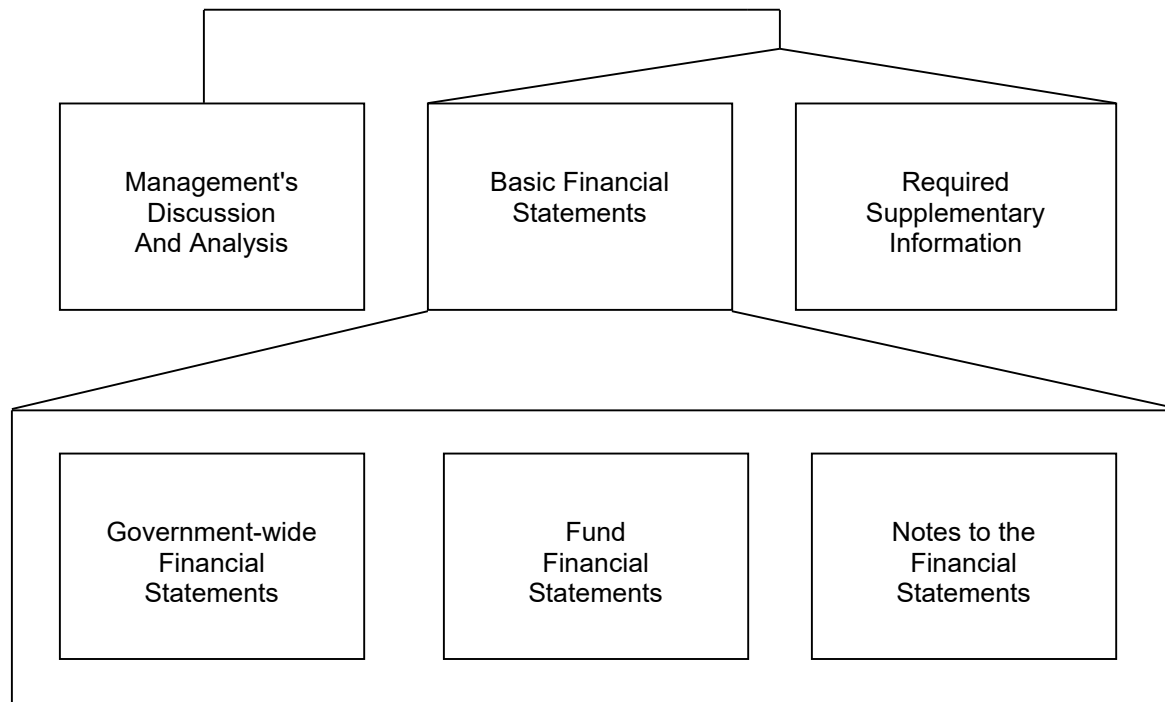 Management's
Discussion
And Analysis
Basic Financial
Statements
Required
Supplementary
Information
Government-wide
Financial
Statements
Fund
Financial
Statements
Notes to the
Financial
Statements